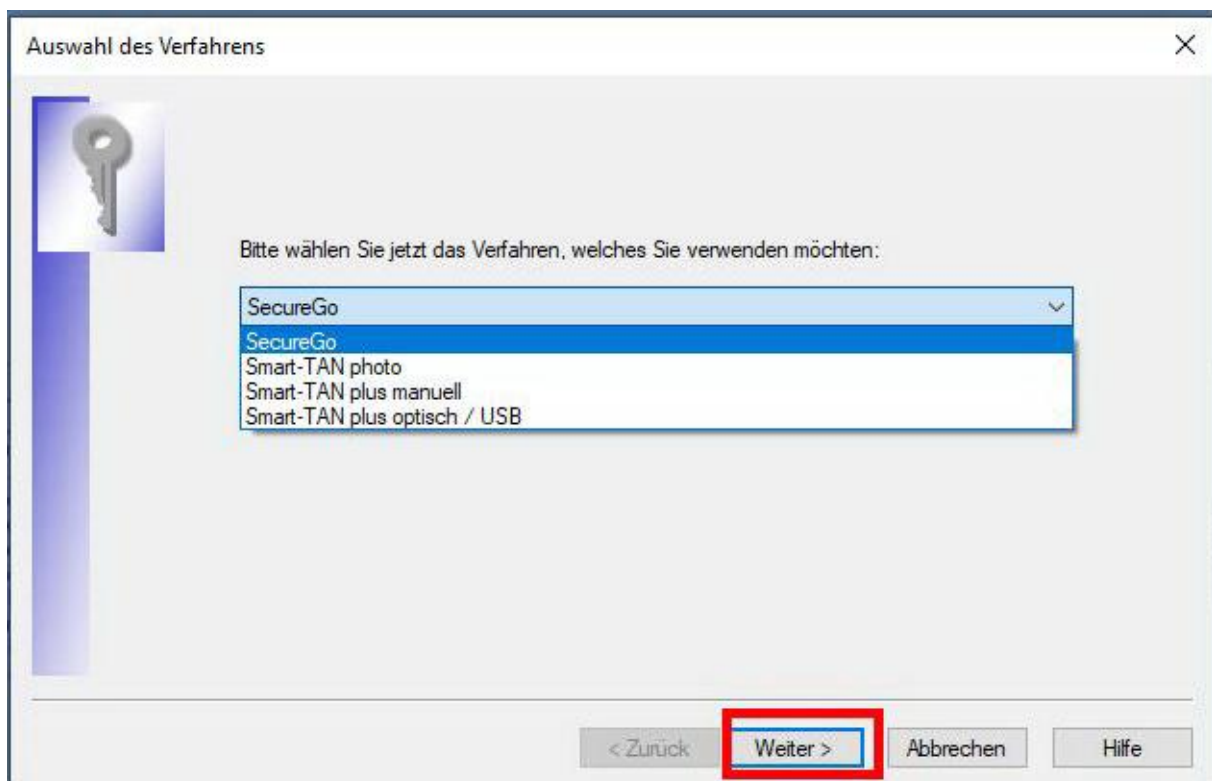 Auswahl des Verfahrens
Bitte wählen Sie jetzt das Verfahren, welches Sie verwenden möchten:
SecureGo
SecureGo
Smart-TAN photo
Smart-TAN plus manuell
Smart-TAN plus optisch / USB
< Zurück Weiter > Abbrechen Hilfe